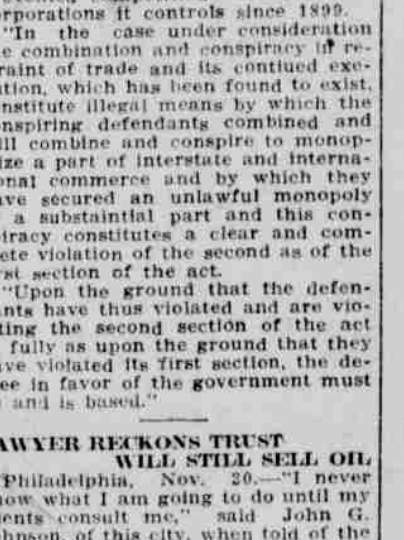 orporations it controls since 1899.
"In the case under consideration
e combination and conspiracy in re-
raint of trade and its contiued exe-
ution, which has been found to exist,
nstitute illegal means by which the
nspiring defendants combined and
ill combine and conspire to monop-
ize a part of interstate and interna-
onal commerce and by which they
ave secured an unlawful monopoly
a substaintial part and this con-
iracy constitutes a clear and com-
ete violation of the second as of the
rst section of the act.
"Upon the ground that the defen-
ants have thus violated and are vio-
ting the second section of the act
fully as upon the ground that they
ave violated its first section, the de-
ee in favor of the government must
and is based."
AWYER RECKONS TRUST
WILL STILL SELL OIL
Philadelphia, Nov. 20.—"I never
now what I am going to do until my
ents consult me," said John G.
hnson, of this city, when told of the